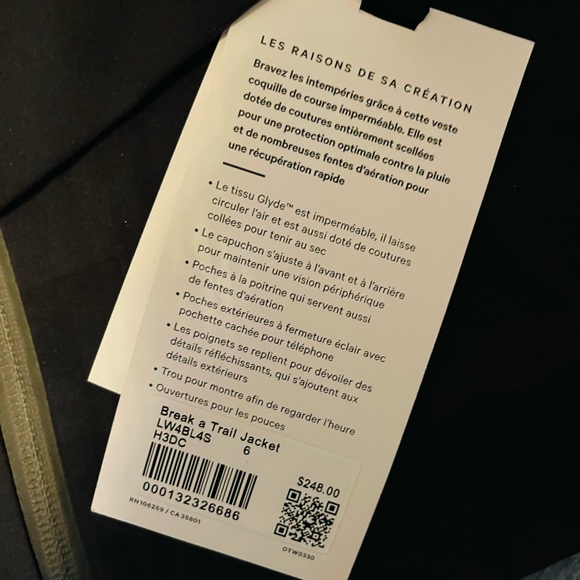 LES RAISONS DE SA CRÉATION
Bravez les intempéries grâce à cette veste
coquille de course imperméable. Elle est
dotée de coutures entièrement scellées
pour une protection optimale contre la pluie
et de nombreuses fentes d'aération pour
une récupération rapide
• Le tissu Glyde™ est imperméable, il laisse
circuler l'air et est aussi doté de coutures
collées pour tenir au sec
• Le capuchon s'ajuste à l'avant et à l'arrière
pour maintenir une vision périphérique
• Poches à la poitrine qui servent aussi
de fentes d'aération
• Poches extérieures à fermeture éclair avec
pochette cachée pour téléphone
• Les poignets se replient pour dévoiler des
détails réfléchissants, qui s'ajoutent aux
détails extérieurs
• Trou pour montre afin de regarder l'heure
• Ouvertures pour les pouces
Break a Trail Jacket
LW4BL4S 6
H3DC
$248.00
000132326686
RN106259 / CA35801
OTW0330